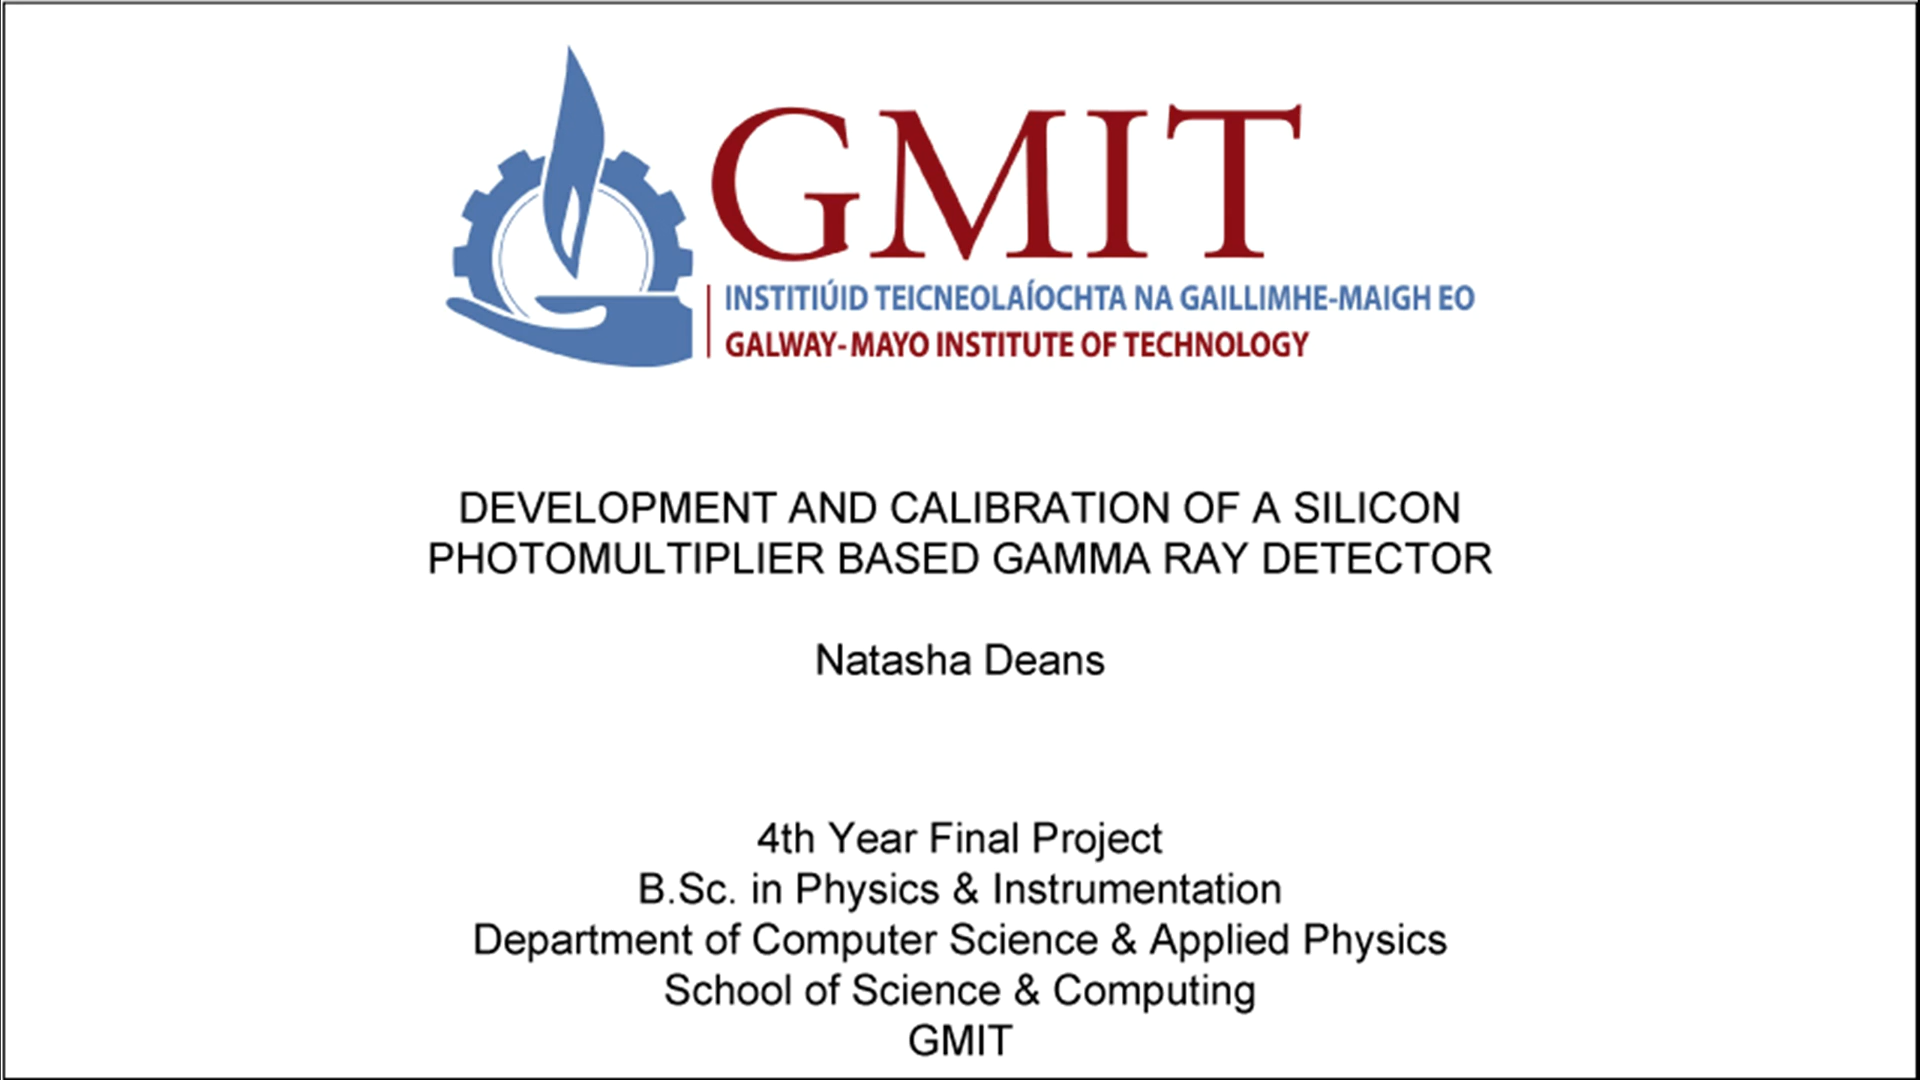 GMIT
INSTITIÚID TEICNEOLAÍOCHTA NA GAILLIMHE-MAIGH EO
GALWAY-MAYO INSTITUTE OF TECHNOLOGY
DEVELOPMENT AND CALIBRATION OF A SILICON
PHOTOMULTIPLIER BASED GAMMA RAY DETECTOR
Natasha Deans
4th Year Final Project
B.Sc. in Physics & Instrumentation
Department of Computer Science & Applied Physics
School of Science & Computing
GMIT